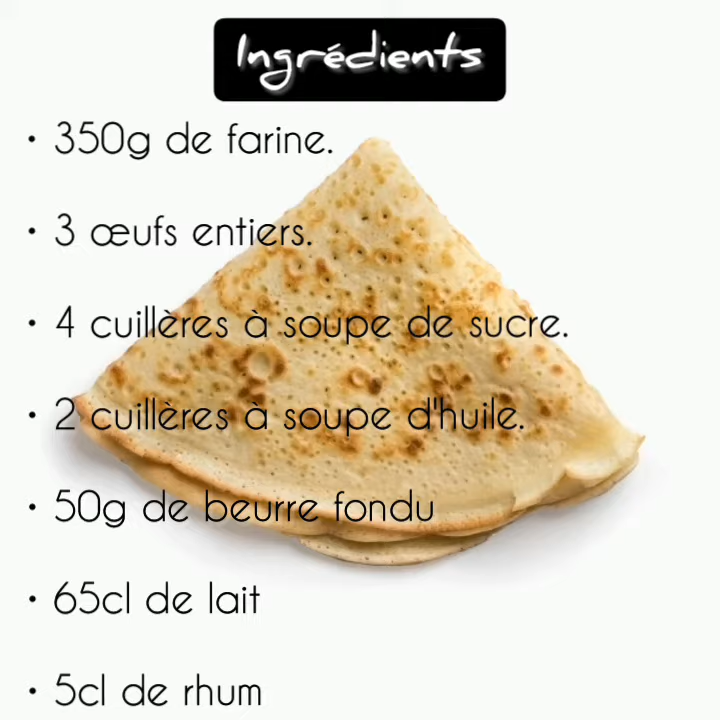 Ingrédients
• 350g de farine.
• 3 œufs entiers.
• 4 cuillères à soupe de sucre.
• 2 cuillères à soupe d'huile.
• 50g de beurre fondu
• 65cl de lait
• 5cl de rhum